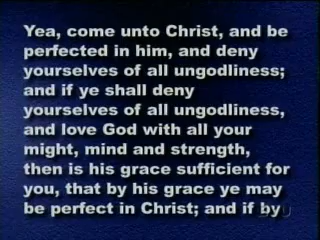 Yea, come unto Christ, and be
perfected in him, and deny
yourselves of all ungodliness;
and if ye shall deny
yourselves of all ungodliness,
and love God with all your
might, mind and strength,
then is his grace sufficient for
you, that by his grace ye may
be perfect in Christ; and if by